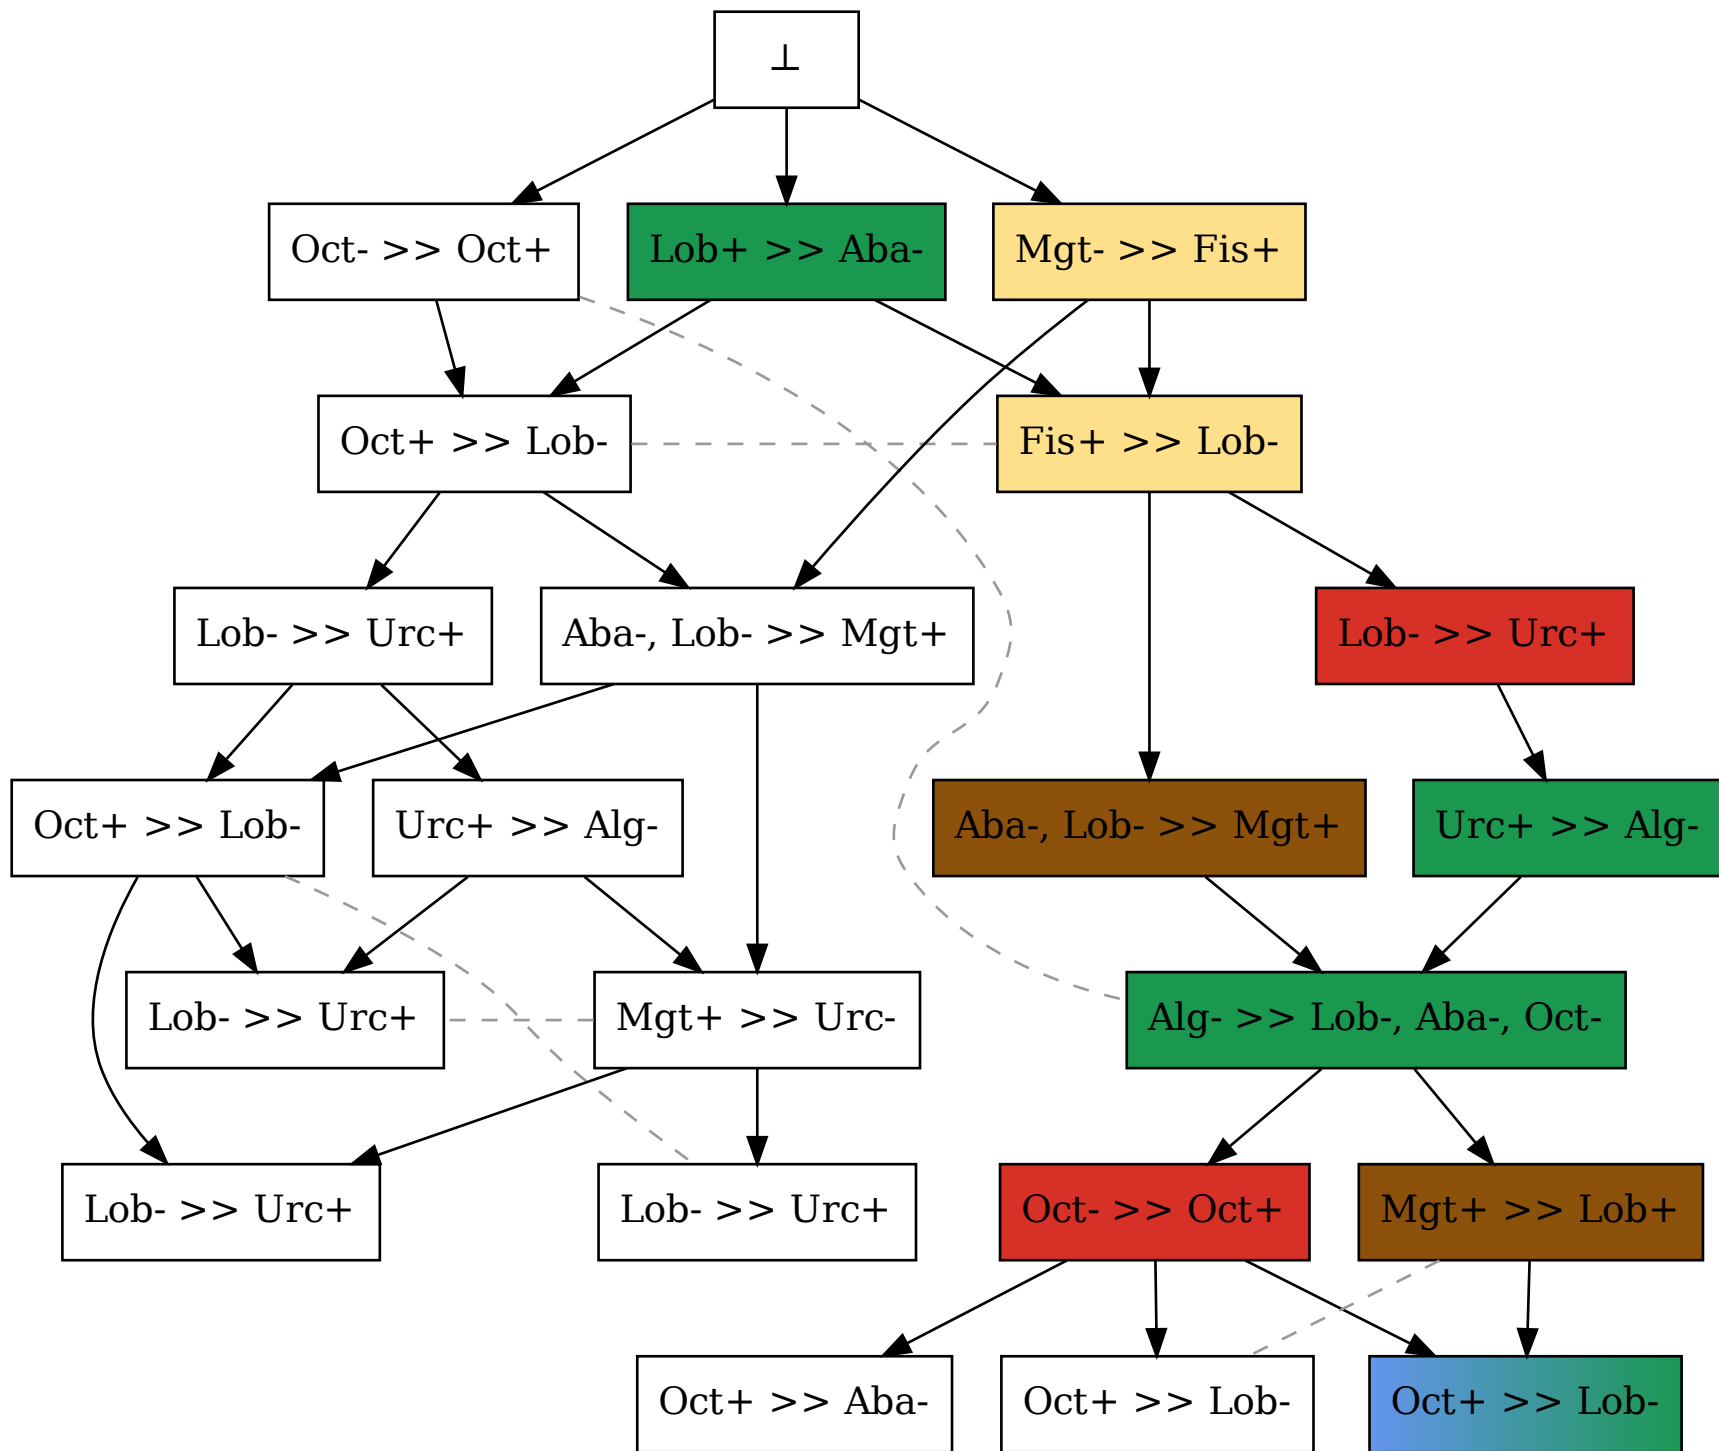 ⊥
Oct- >> Oct+
Lob+ >> Aba-
Mgt- >> Fis+
Oct+ >> Lob-
Fis+ >> Lob-
Lob- >> Urc+
Aba-, Lob- >> Mgt+
Lob- >> Urc+
Oct+ >> Lob-
Urc+ >> Alg-
Aba-, Lob- >> Mgt+
Urc+ >> Alg-
Lob- >> Urc+
Mgt+ >> Urc-
Alg- >> Lob-, Aba-, Oct-
Lob- >> Urc+
Lob- >> Urc+
Oct- >> Oct+
Mgt+ >> Lob+
Oct+ >> Aba-
Oct+ >> Lob-
Oct+ >> Lob-